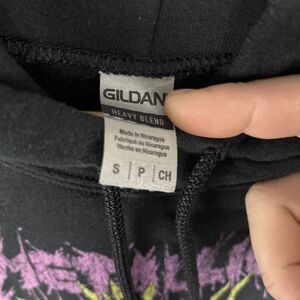 GILDAN
HEAVY BLEND
Made in Nicaragua
Fabriqué au Nicaragua
Hecho en Nicaragua
S | P | CH